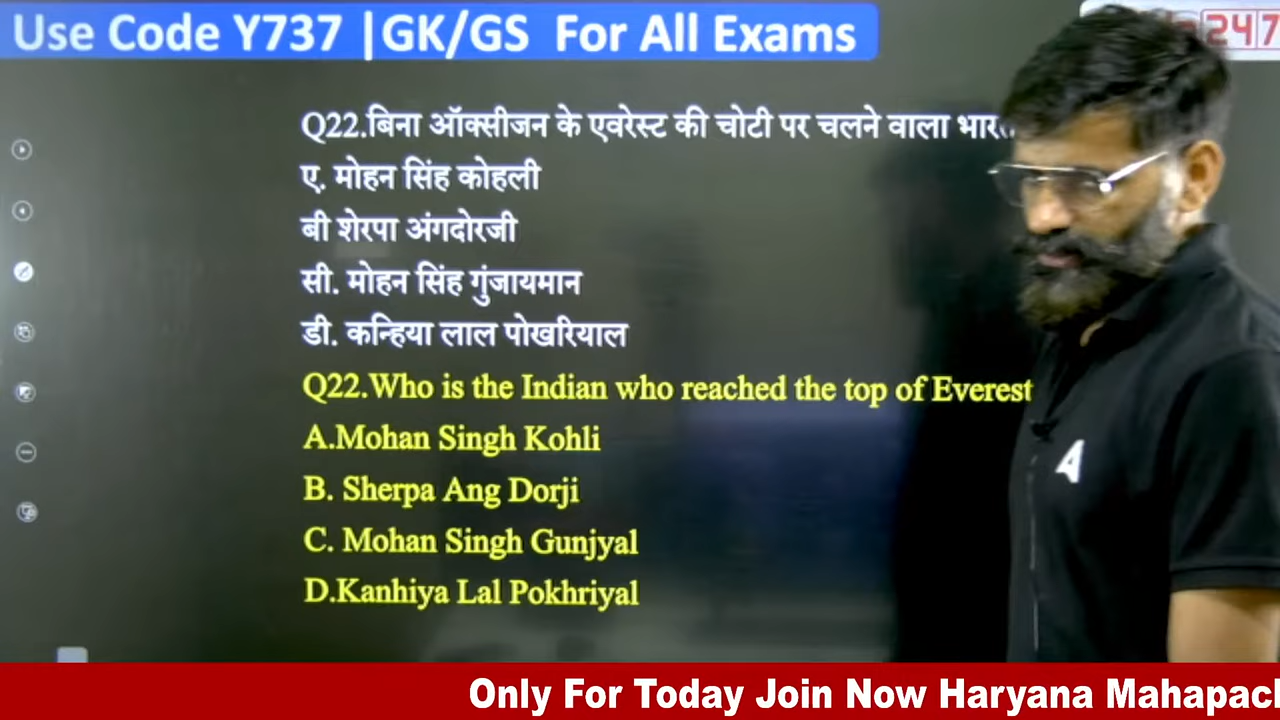 Use Code Y737 |GK/GS For All Exams
247
Q22.बिना ऑक्सीजन के एवरेस्ट की चोटी पर चलने वाला
ए. मोहन सिंह कोहली
बी शेरपा अंगदोरजी
सी. मोहन सिंह गुंजायमान
डी. कन्हिया लाल पोखरियाल
Q22.Who is the Indian who reached the top of Everest
A.Mohan Singh Kohli
B. Sherpa Ang Dorji
C. Mohan Singh Gunjyal
D.Kanhiya Lal Pokhriyal
A
Only For Today Join Now Haryana